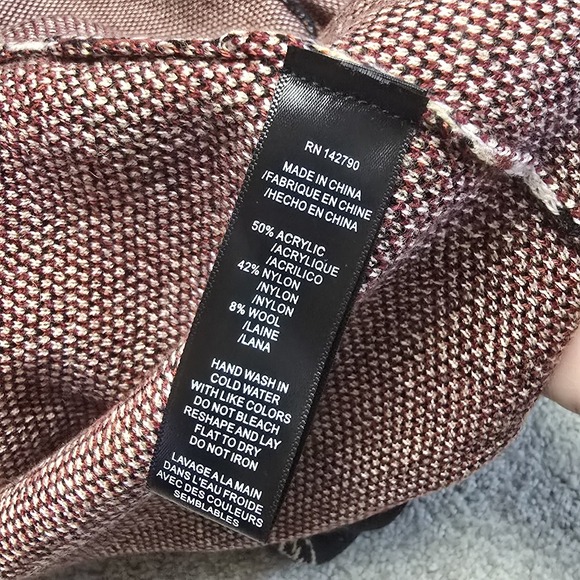 RN 142790
MADE IN CHINA
/FABRIQUE EN CHINE
/HECHO EN CHINA
50% ACRYLIC
/ACRYLIQUE
/ACRILICO
42% NYLON
/NYLON
/NYLON
8% WOOL
/LAINE
/LANA
HAND WASH IN
COLD WATER
WITH LIKE COLORS
DO NOT BLEACH
RESHAPE AND LAY
FLAT TO DRY
DO NOT IRON
LAVAGE A LA MAIN
DANS L'EAU FROIDE
AVEC DES COULEURS
SEMBLABLES